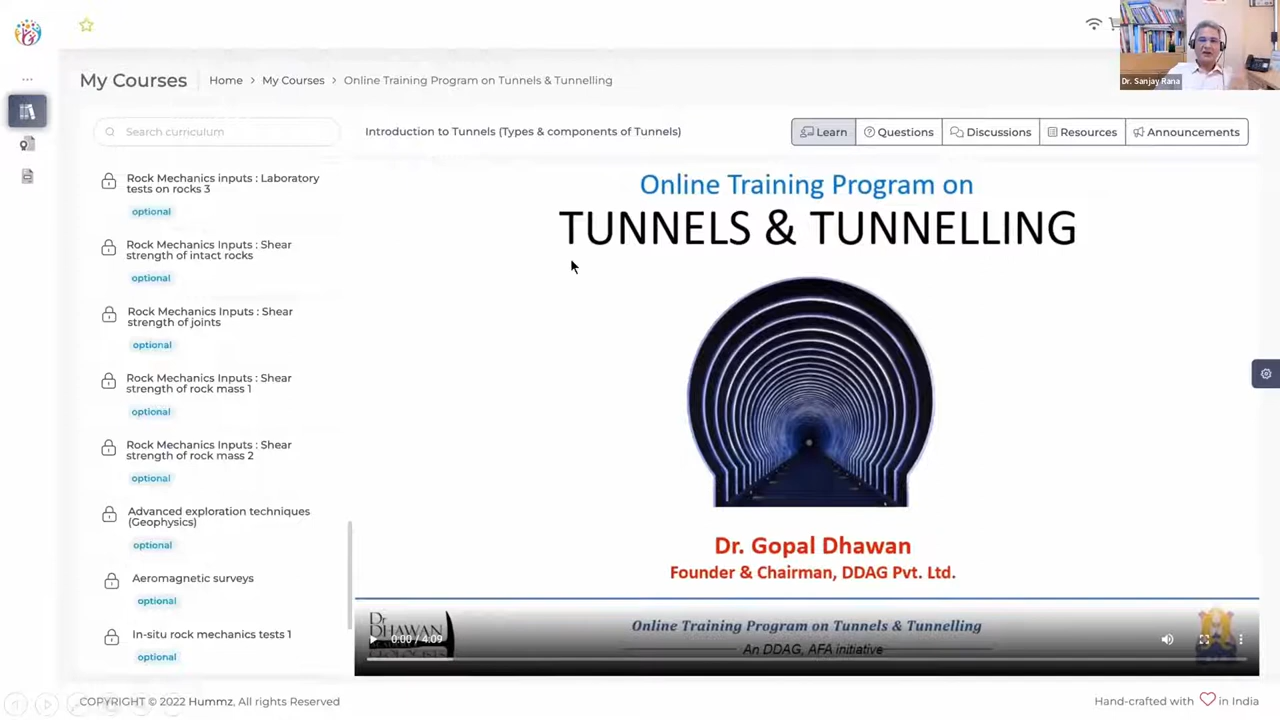 Dr. Sanjay Rana
My Courses
Home > My Courses > Online Training Program on Tunnels & Tunnelling
Search curriculum
Introduction to Tunnels (Types & components of Tunnels)
Learn
Questions
Discussions
Resources
Announcements
Rock Mechanics inputs : Laboratory
tests on rocks 3
optional
Rock Mechanics Inputs : Shear
strength of intact rocks
optional
Rock Mechanics Inputs : Shear
strength of joints
optional
Rock Mechanics Inputs : Shear
strength of rock mass 1
optional
Rock Mechanics Inputs : Shear
strength of rock mass 2
optional
Advanced exploration techniques
(Geophysics)
optional
Aeromagnetic surveys
optional
In-situ rock mechanics tests 1
optional
Online Training Program on
TUNNELS & TUNNELLING
Dr. Gopal Dhawan
Founder & Chairman, DDAG Pvt. Ltd.
Dr
DHAWAN
0:00 / 4:09
Online Training Program on Tunnels & Tunnelling
An DDAG, AFA initiative
COPYRIGHT © 2022 Hummz, All rights Reserved
Hand-crafted with in India